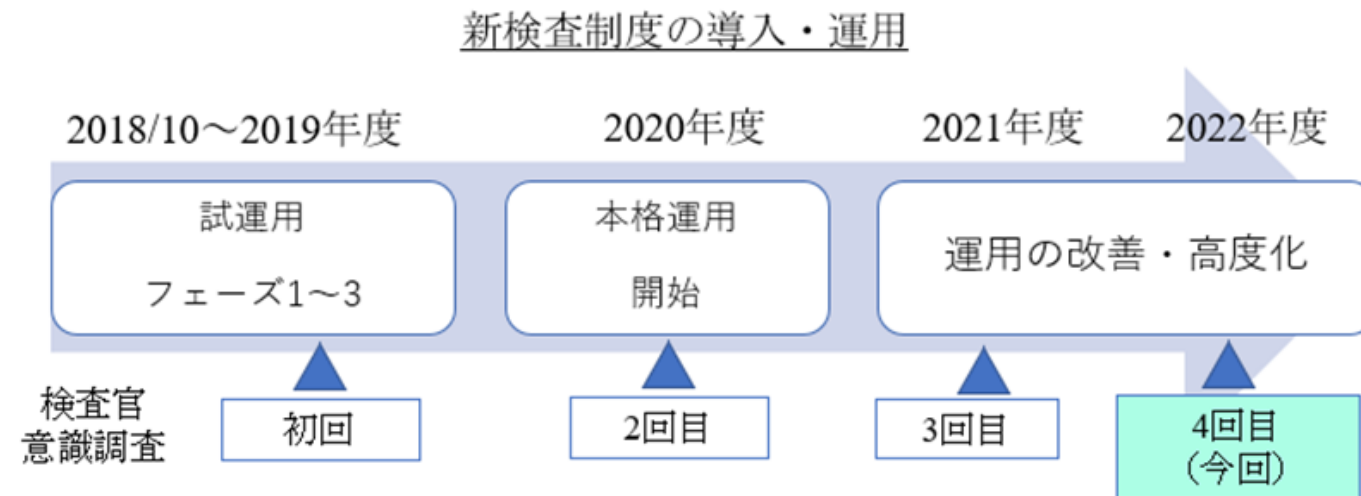 新検査制度の導入・運用
2018/10～2019年度
2020年度
2021年度
2022年度
試運用
フェーズ1～3
本格運用
開始
運用の改善・高度化
検査官
意識調査
初回
2回目
3回目
4回目
（今回）